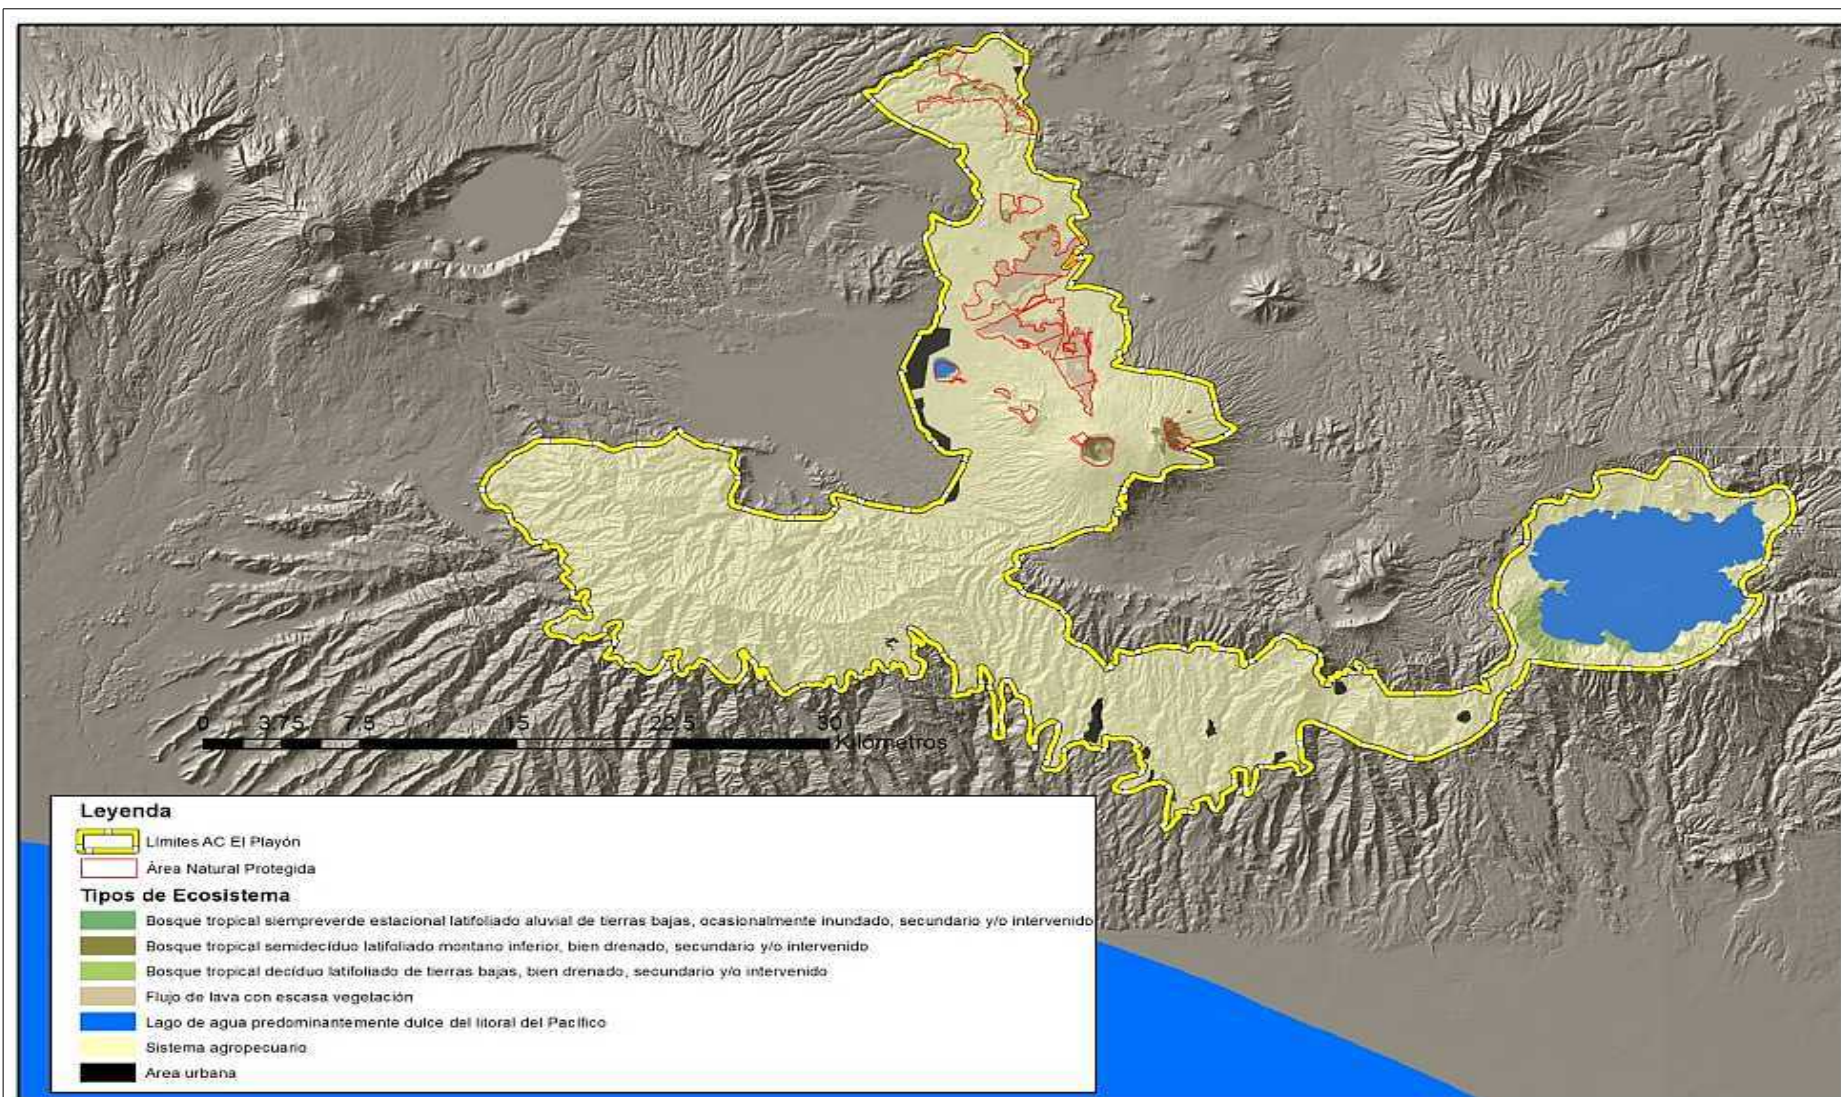 0 3.75 7.5 15 22.5 30
Kilómetros
Leyenda
Límites AC El Playón
Área Natural Protegida
Tipos de Ecosistema
Bosque tropical siempreverde estacional latifoliado aluvial de tierras bajas, ocasionalmente inundado, secundario y/o intervenido
Bosque tropical semidecíduo latifoliado montano inferior, bien drenado, secundario y/o intervenido
Bosque tropical decíduo latifoliado de tierras bajas, bien drenado, secundario y/o intervenido
Flujo de lava con escasa vegetación
Lago de agua predominantemente dulce del litoral del Pacífico
Sistema agropecuario
Area urbana